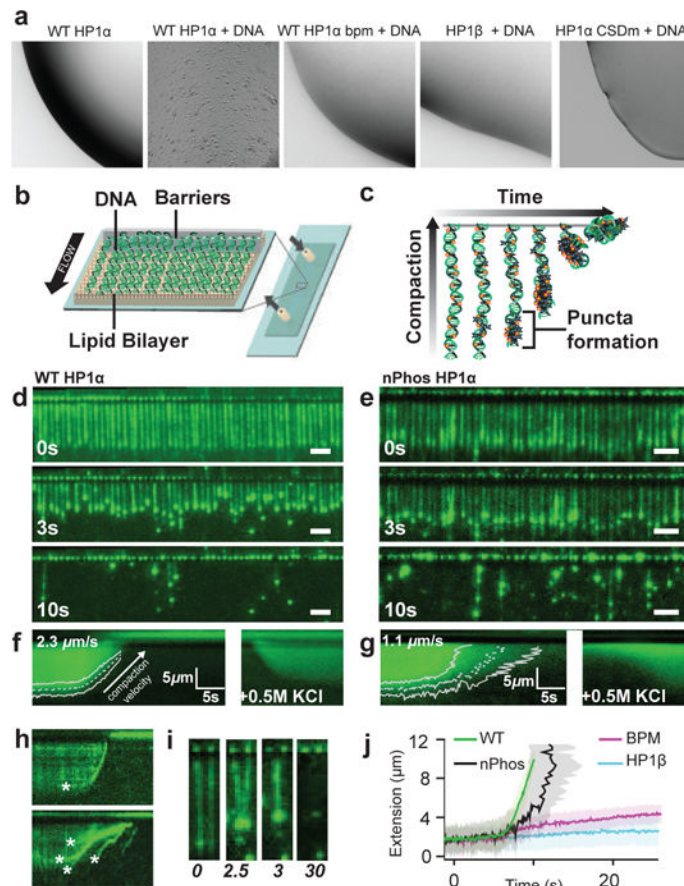 a
WT HP1α
WT HP1α + DNA
WT HP1α bpm + DNA
HP1β + DNA
HP1α CSDm + DNA
b
DNA
Barriers
FLOW
Lipid Bilayer
c
Time
Compaction
Puncta
formation
WT HP1α
d
0s
3s
10s
nPhos HP1α
e
0s
3s
10s
f
2.3 µm/s
compaction
velocity
5µm
5s
+0.5M KCl
g
1.1 µm/s
5µm
5s
+0.5M KCl
h
*
*
*
*
*
i
0
2.5
3
30
j
WT
nPhos
BPM
HP1β
Extension (µm)
12
8
4
0
0
20
Time (s)